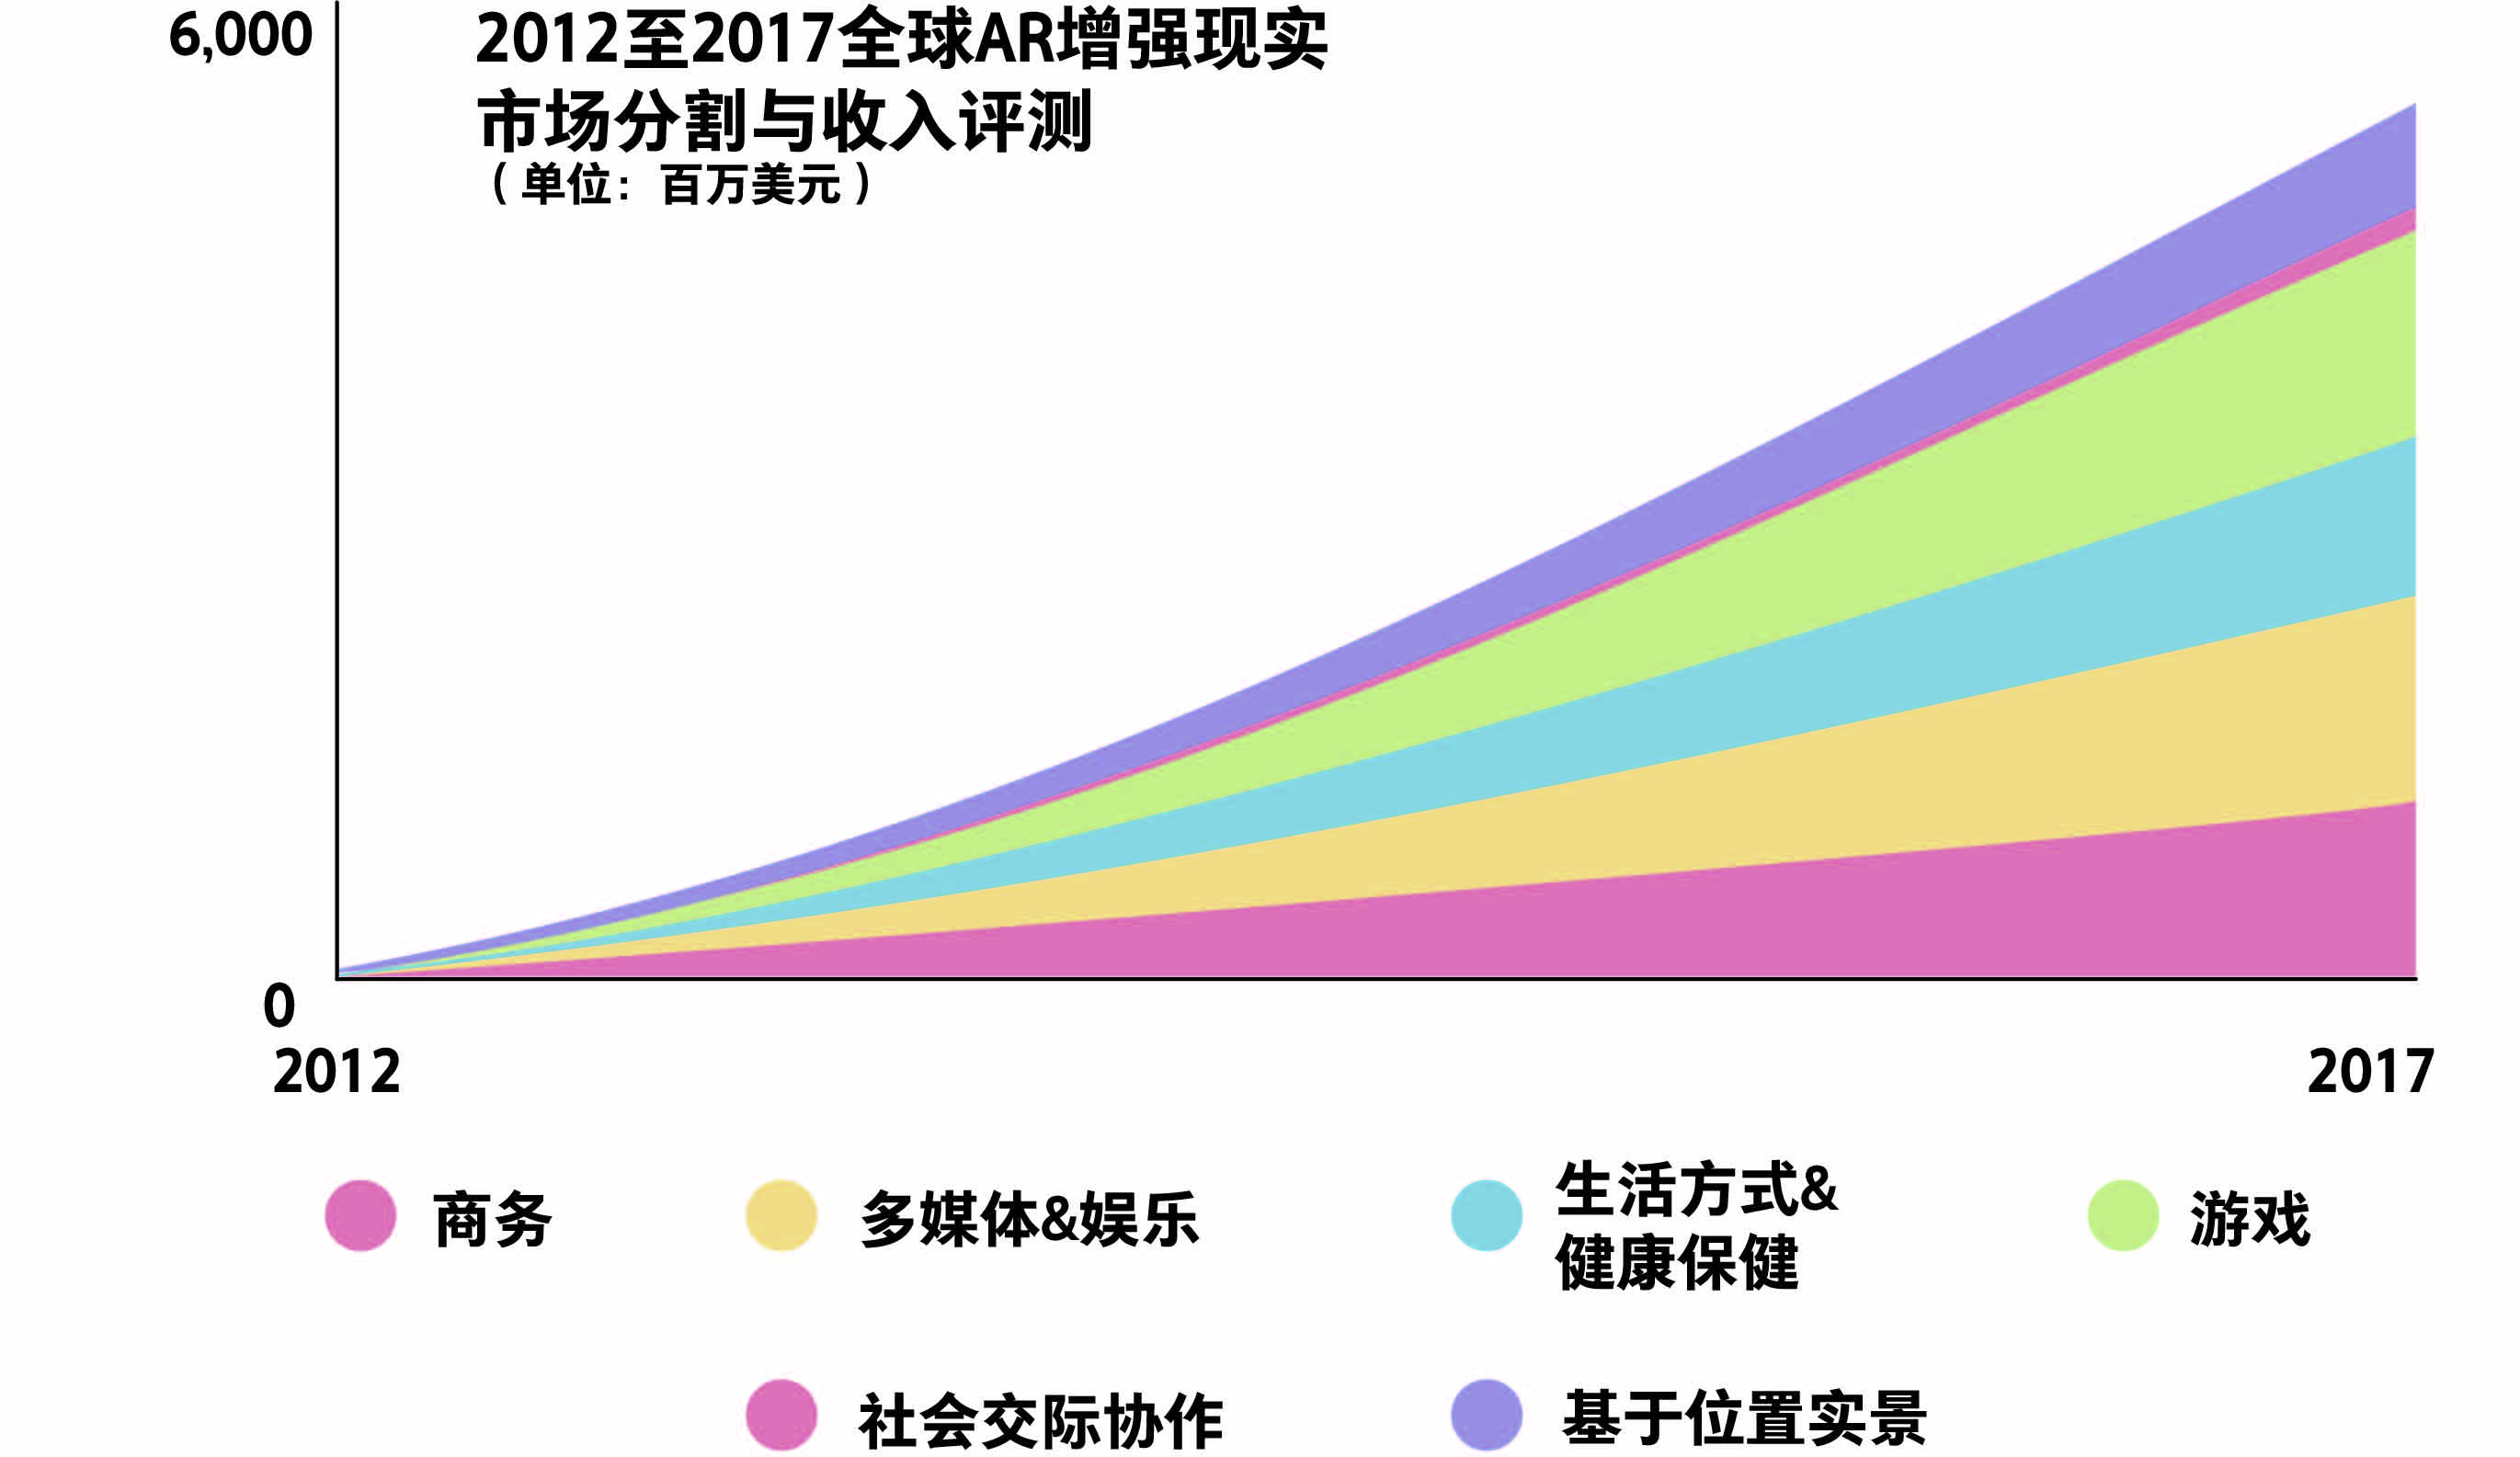 6,000
2012至2017全球AR增强现实
市场分割与收入评测
（单位：百万美元）
0
2012
2017
商务
多媒体&娱乐
生活方式&
健康保健
游戏
社会交际协作
基于位置实景